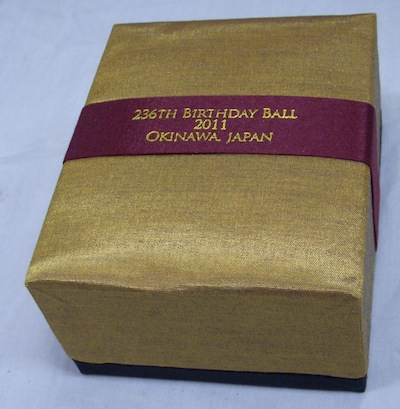 236TH BIRTHDAY BALL
2011
OKINAWA, JAPAN